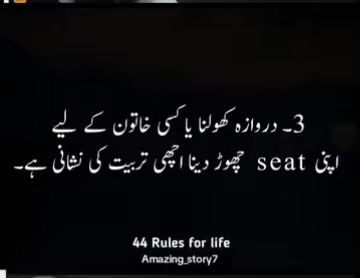 3۔ دروازہ کھولنا یا کسی خاتون کے لیے
اپنی seat چھوڑ دینا اچھی تربیت کی نشانی ہے۔
44 Rules for life
Amazing_story7